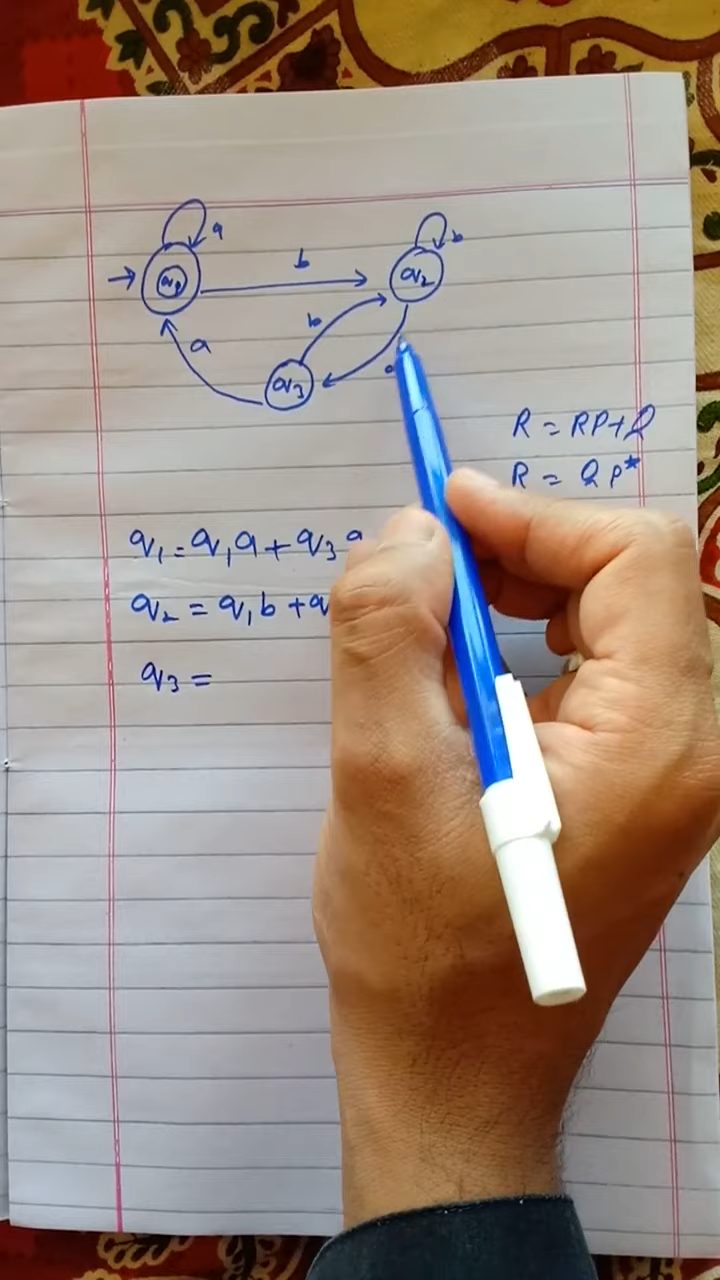 a
b
b
q1
q2
b
a
q3
R = RP+Q
R = QP*
q1 = q1a + q3a
q2 = q1b + q
q3 =